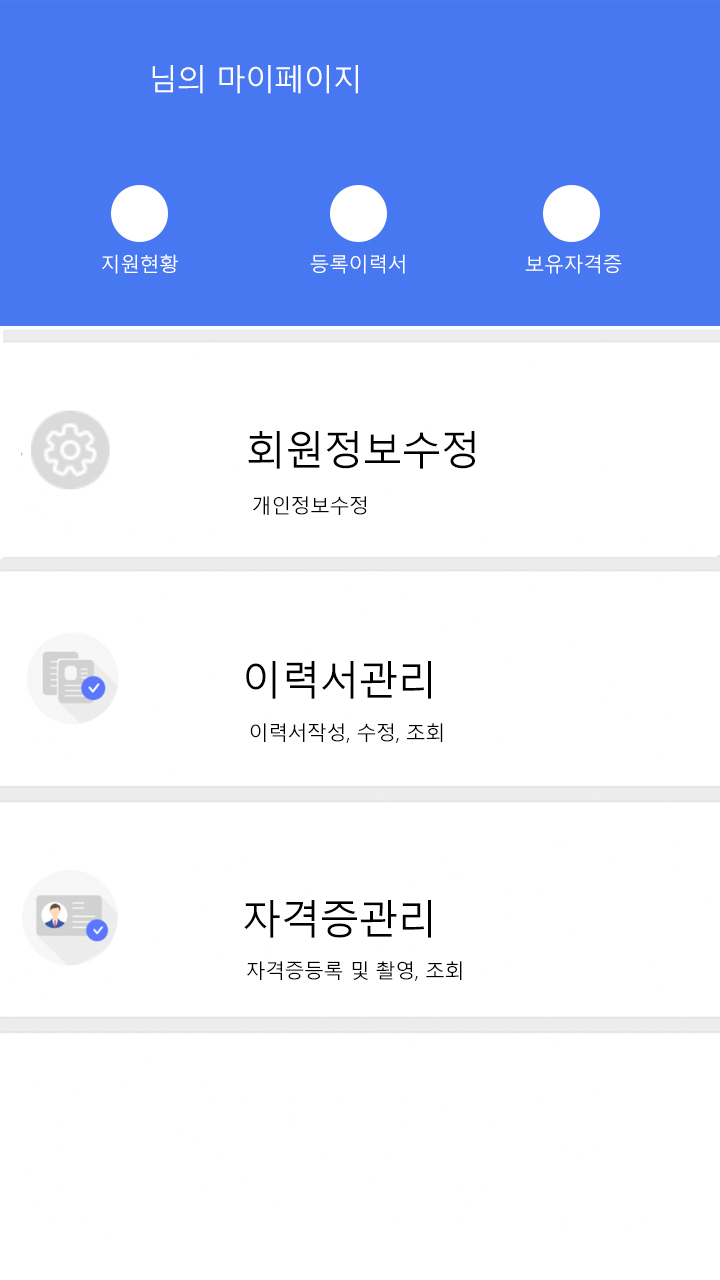 님의 마이페이지
지원현황
등록이력서
보유자격증
회원정보수정
개인정보수정
이력서관리
이력서작성, 수정, 조회
자격증관리
자격증등록 및 촬영, 조회